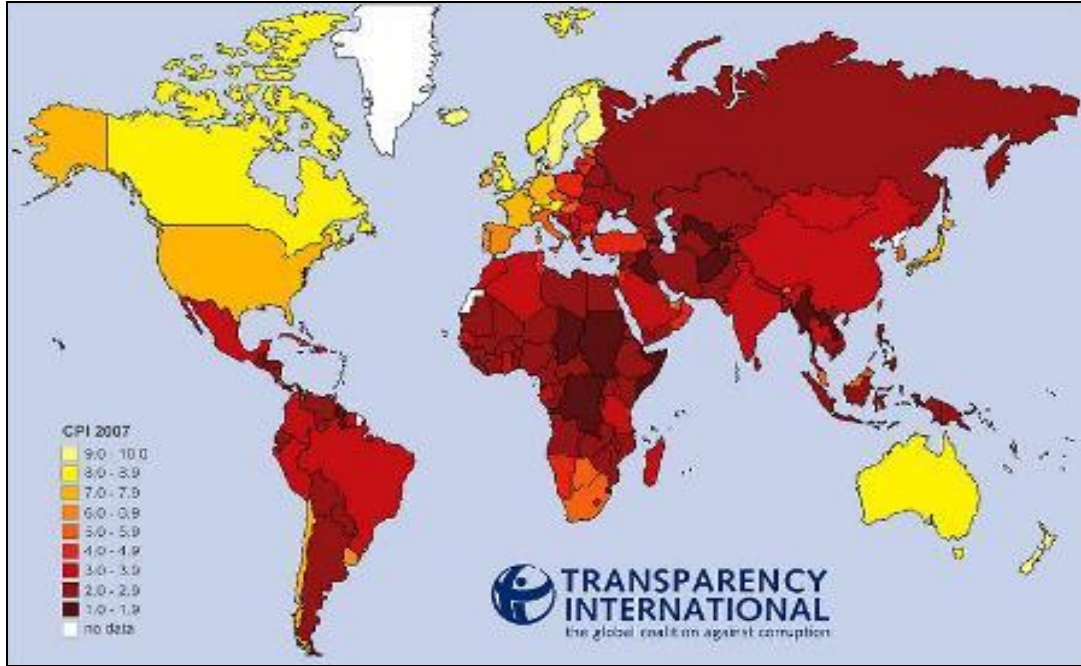 CPI 2007
9.0 - 10.0
8.0 - 8.9
7.0 - 7.9
6.0 - 6.9
5.0 - 5.9
4.0 - 4.9
3.0 - 3.9
2.0 - 2.9
1.0 - 1.9
no data
TRANSPARENCY
INTERNATIONAL
the global coalition against corruption